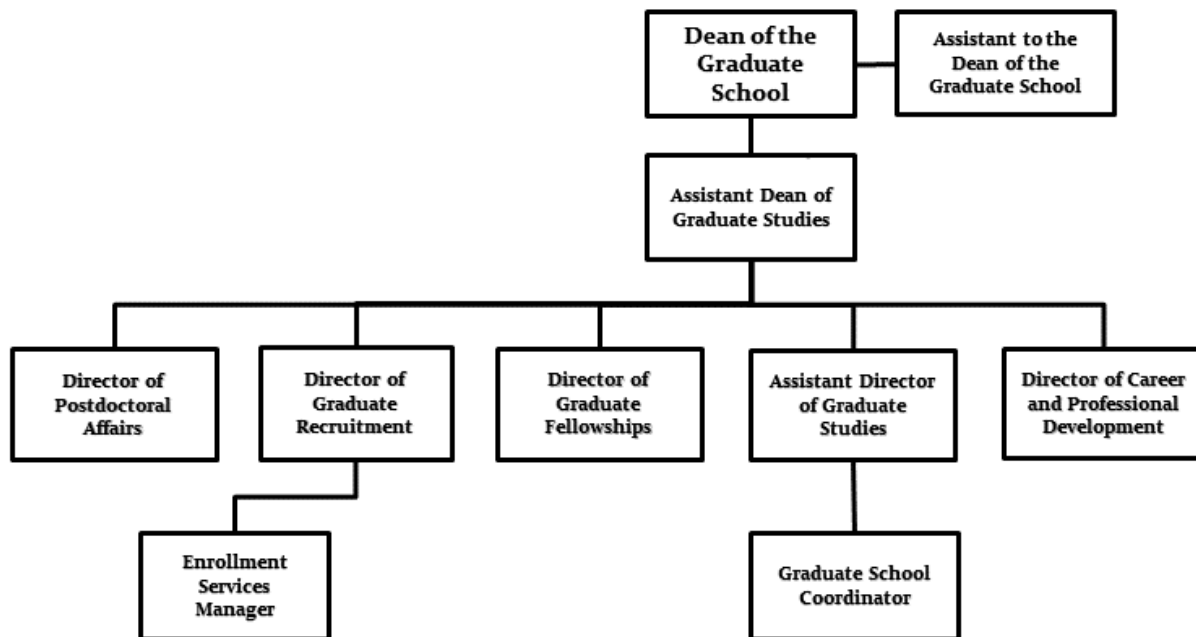 Dean of the
Graduate
School
Assistant to the
Dean of the
Graduate School
Assistant Dean of
Graduate Studies
Director of
Postdoctoral
Affairs
Director of
Graduate
Recruitment
Director of
Graduate
Fellowships
Assistant Director
of Graduate
Studies
Director of Career
and Professional
Development
Enrollment
Services
Manager
Graduate School
Coordinator